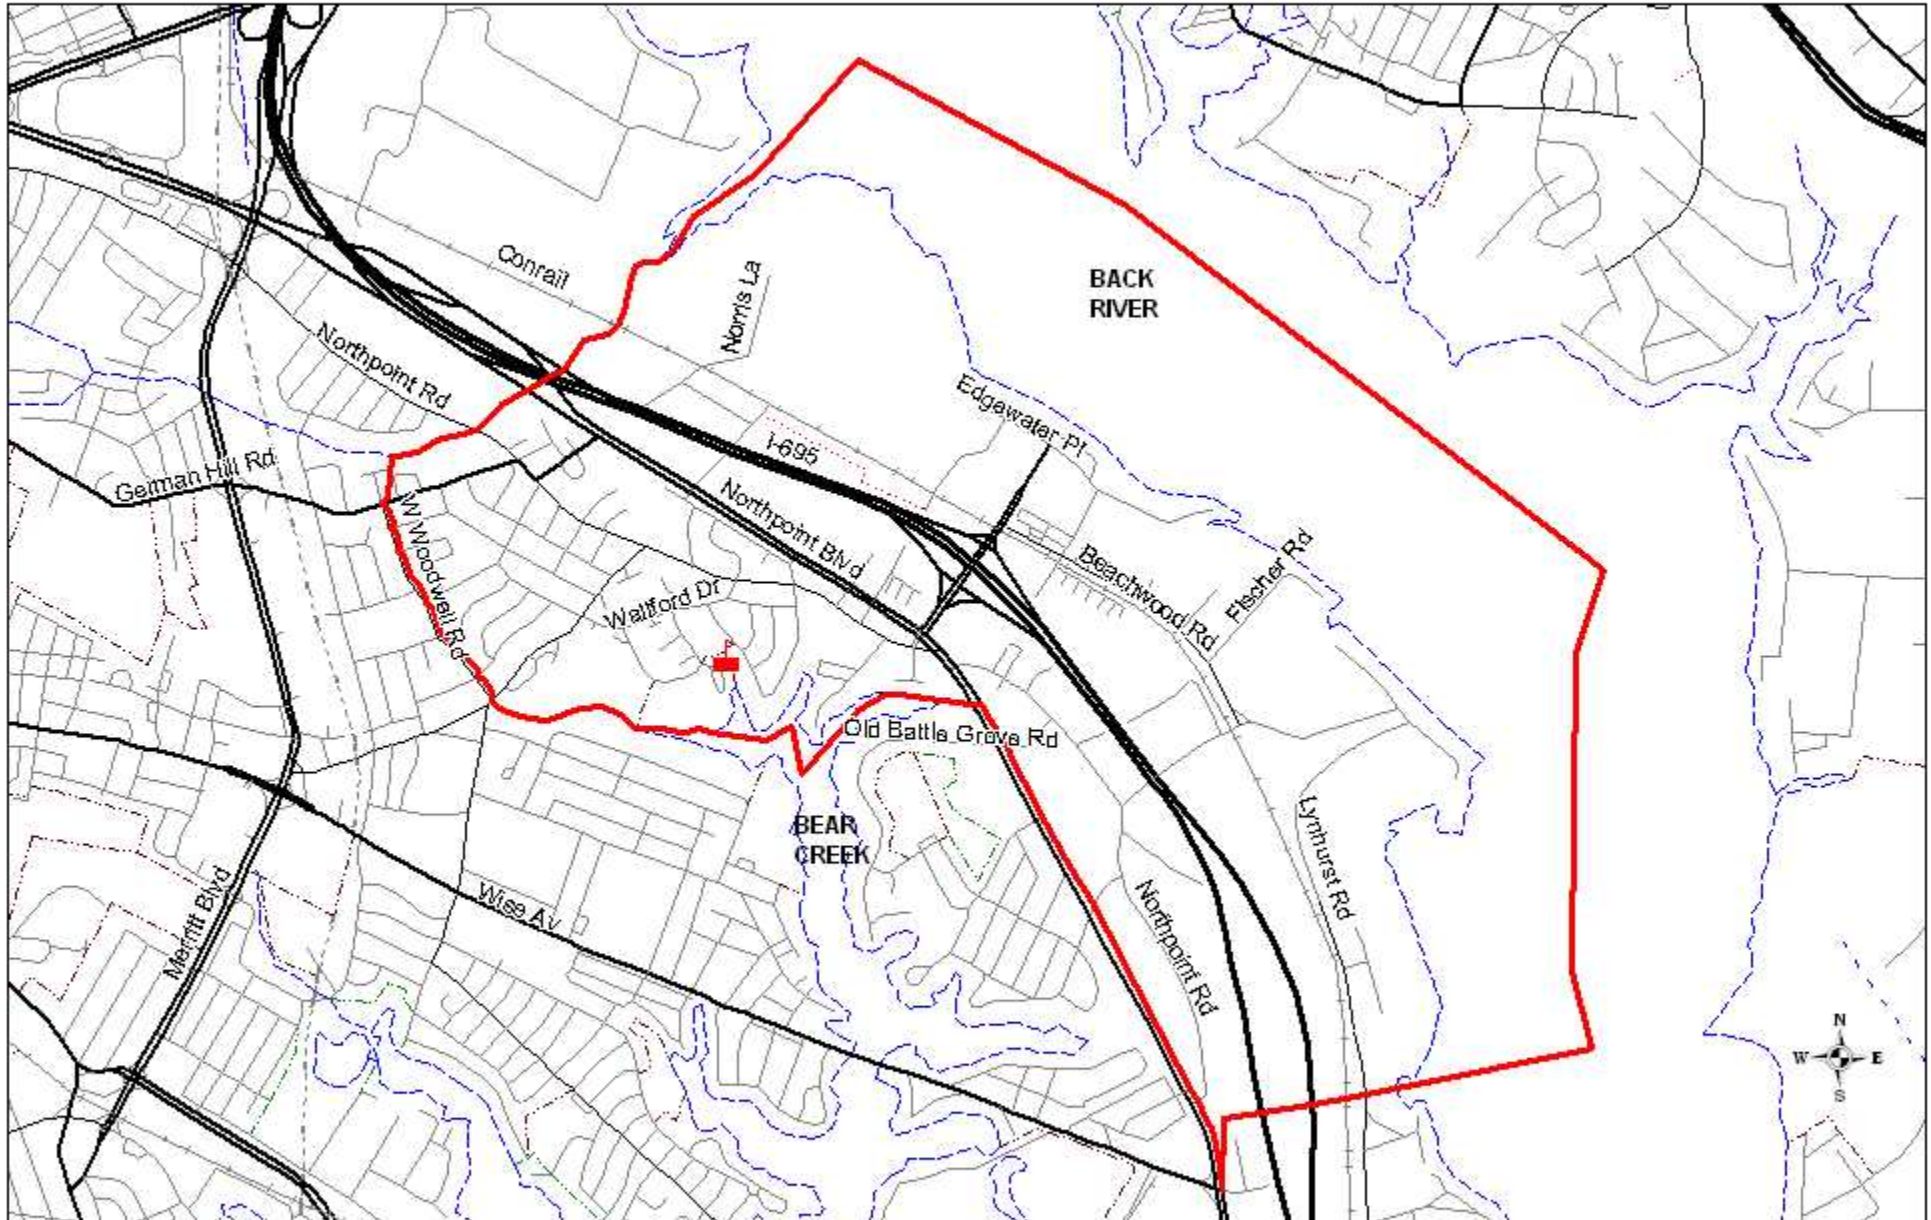 Conrail
Norris La
BACK
RIVER
Northpoint Rd
Edgewater Pl
I-695
German Hill Rd
Northpoint Blvd
W Woodwell Rd
Beachwood Rd
Fischer Rd
Wallford Dr
Old Battle Grove Rd
BEAR
CREEK
Lynhurst Rd
Merritt Blvd
Wise Av
Northpoint Rd
N
W
E
S